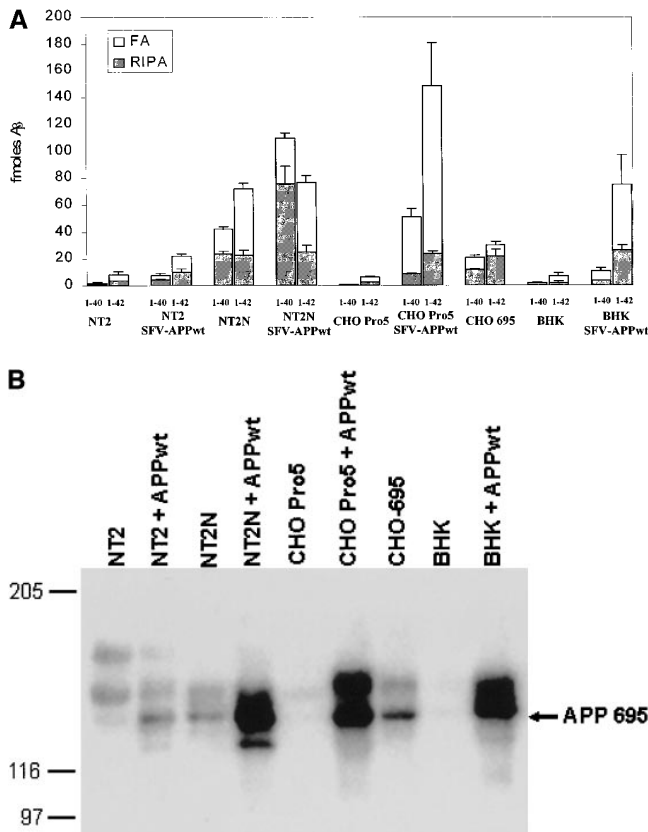 A
200
180
160
140
120
100
80
60
40
20
0
fmoles Aβ
FA
RIPA
1-40 1-42 1-40 1-42 1-40 1-42 1-40 1-42 1-40 1-42 1-40 1-42 1-40 1-42 1-40 1-42 1-40 1-42
NT2 NT2 NT2N NT2N CHO Pro5 CHO Pro5 CHO 695 BHK BHK
SFV-APPwt SFV-APPwt SFV-APPwt SFV-APPwt
B
NT2
NT2 + APPwt
NT2N
NT2N + APPwt
CHO Pro5
CHO Pro5 + APPwt
CHO-695
BHK
BHK + APPwt
205
APP 695
116
97